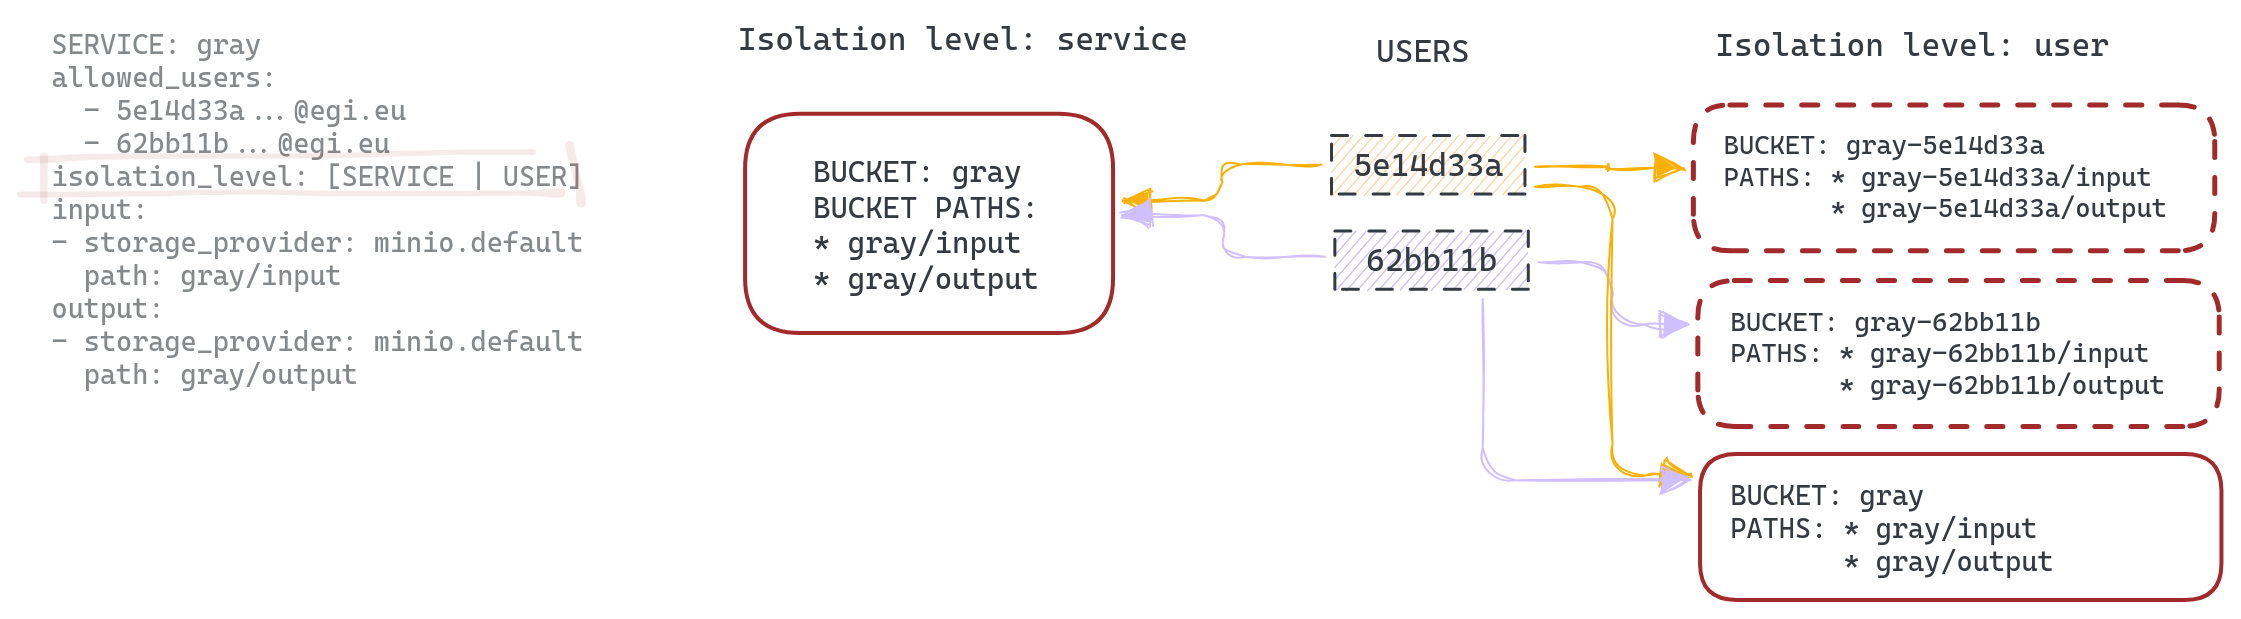 SERVICE: gray
allowed_users:
  - 5e14d33a...@egi.eu
  - 62bb11b...@egi.eu
isolation_level: [SERVICE | USER]
input:
- storage_provider: minio.default
  path: gray/input
output:
- storage_provider: minio.default
  path: gray/output
Isolation level: service
BUCKET: gray
BUCKET PATHS:
* gray/input
* gray/output
USERS
5e14d33a
62bb11b
Isolation level: user
BUCKET: gray-5e14d33a
PATHS: * gray-5e14d33a/input
       * gray-5e14d33a/output
BUCKET: gray-62bb11b
PATHS: * gray-62bb11b/input
       * gray-62bb11b/output
BUCKET: gray
PATHS: * gray/input
       * gray/output